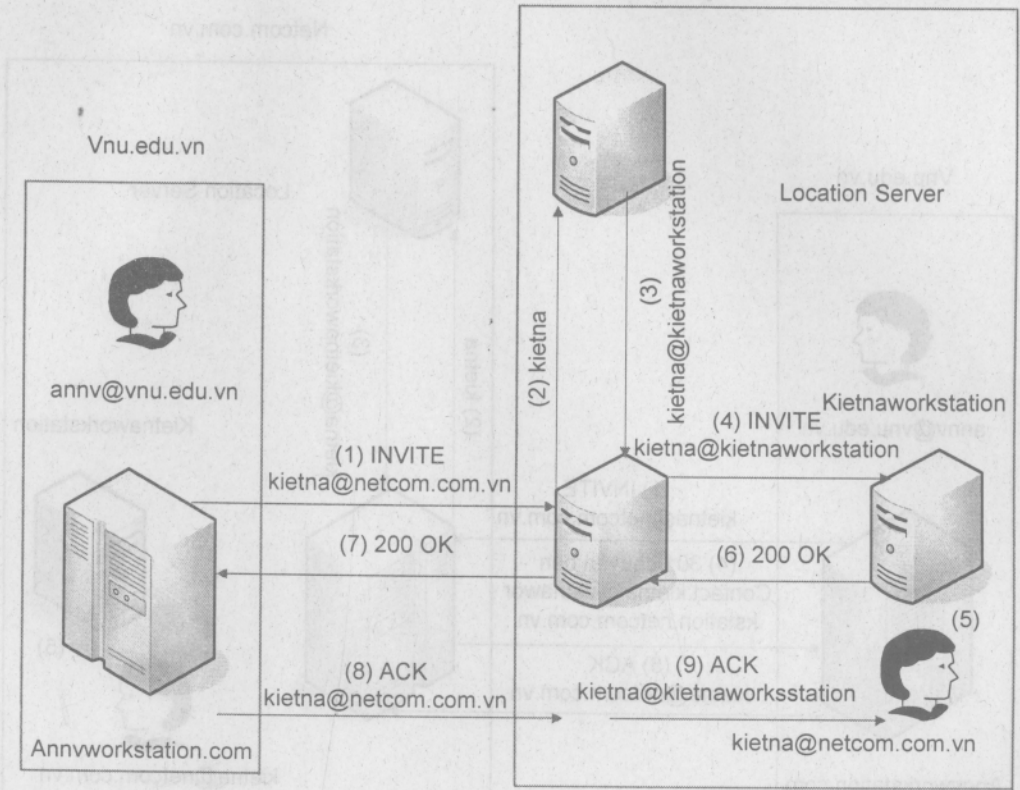 Vnu.edu.vn
annv@vnu.edu.vn
Annvworkstation.com
Location Server
(2) kietna
(3)
kietna@kietnaworkstation
Kietnaworkstation
(1) INVITE
kietna@netcom.com.vn
(4) INVITE
kietna@kietnaworkstation
(7) 200 OK
(6) 200 OK
(5)
(8) ACK
kietna@netcom.com.vn
(9) ACK
kietna@kietnaworksstation
kietna@netcom.com.vn